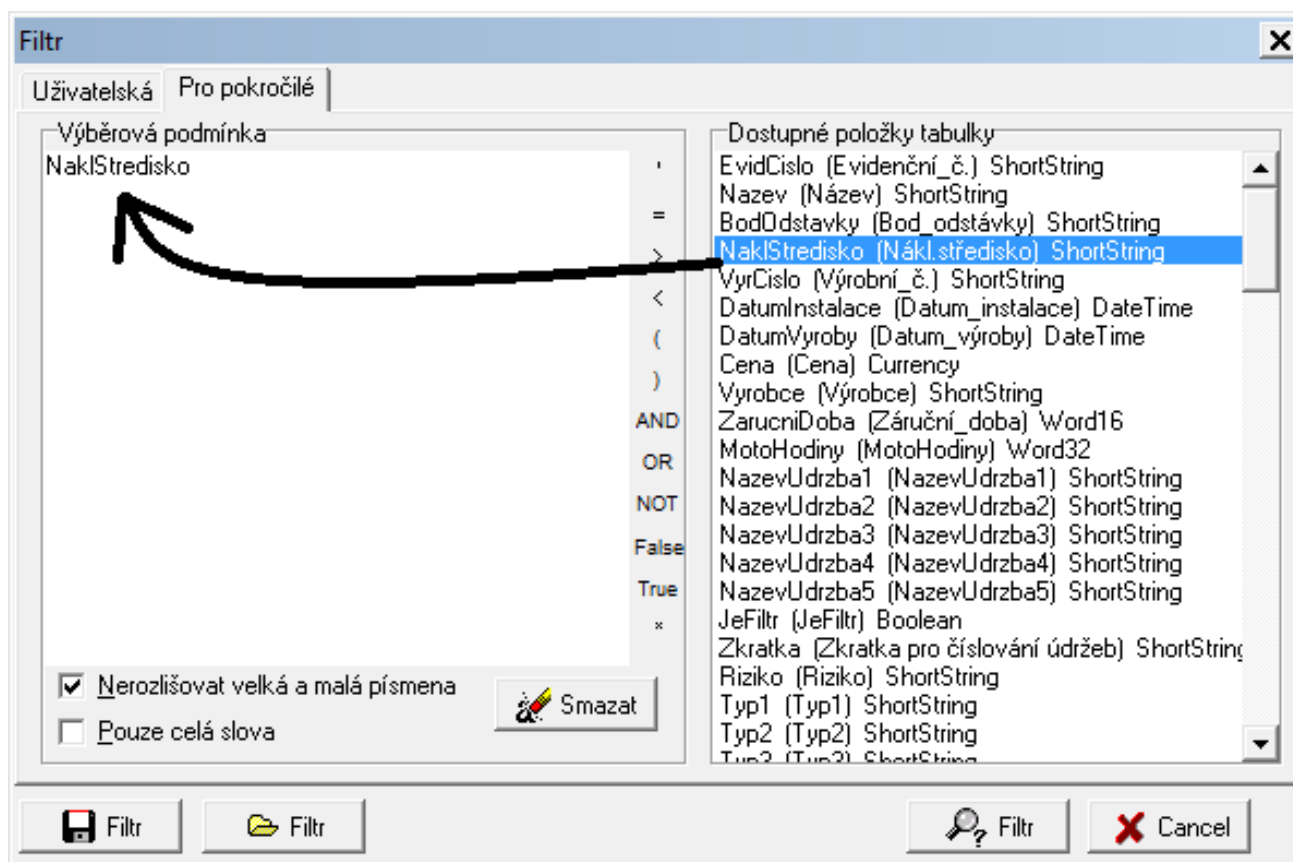 Filtr
Uživatelská
Pro pokročilé
Výběrová podmínka
NaklStredisko
'
=
>
<
(
)
AND
OR
NOT
False
True
*
Nerozlišovat velká a malá písmena
Pouze celá slova
Smazat
Dostupné položky tabulky
EvidCislo (Evidenční_č.) ShortString
Nazev (Název) ShortString
BodOdstavky (Bod_odstávky) ShortString
NaklStredisko (Nákl.středisko) ShortString
VyrCislo (Výrobní_č.) ShortString
DatumInstalace (Datum_instalace) DateTime
DatumVyroby (Datum_výroby) DateTime
Cena (Cena) Currency
Vyrobce (Výrobce) ShortString
ZarucniDoba (Záruční_doba) Word16
MotoHodiny (MotoHodiny) Word32
NazevUdrzba1 (NazevUdrzba1) ShortString
NazevUdrzba2 (NazevUdrzba2) ShortString
NazevUdrzba3 (NazevUdrzba3) ShortString
NazevUdrzba4 (NazevUdrzba4) ShortString
NazevUdrzba5 (NazevUdrzba5) ShortString
JeFiltr (JeFiltr) Boolean
Zkratka (Zkratka pro číslování údržeb) ShortString
Riziko (Riziko) ShortString
Typ1 (Typ1) ShortString
Typ2 (Typ2) ShortString
Typ3 (Typ3) ShortString
Filtr
Filtr
Filtr
Cancel